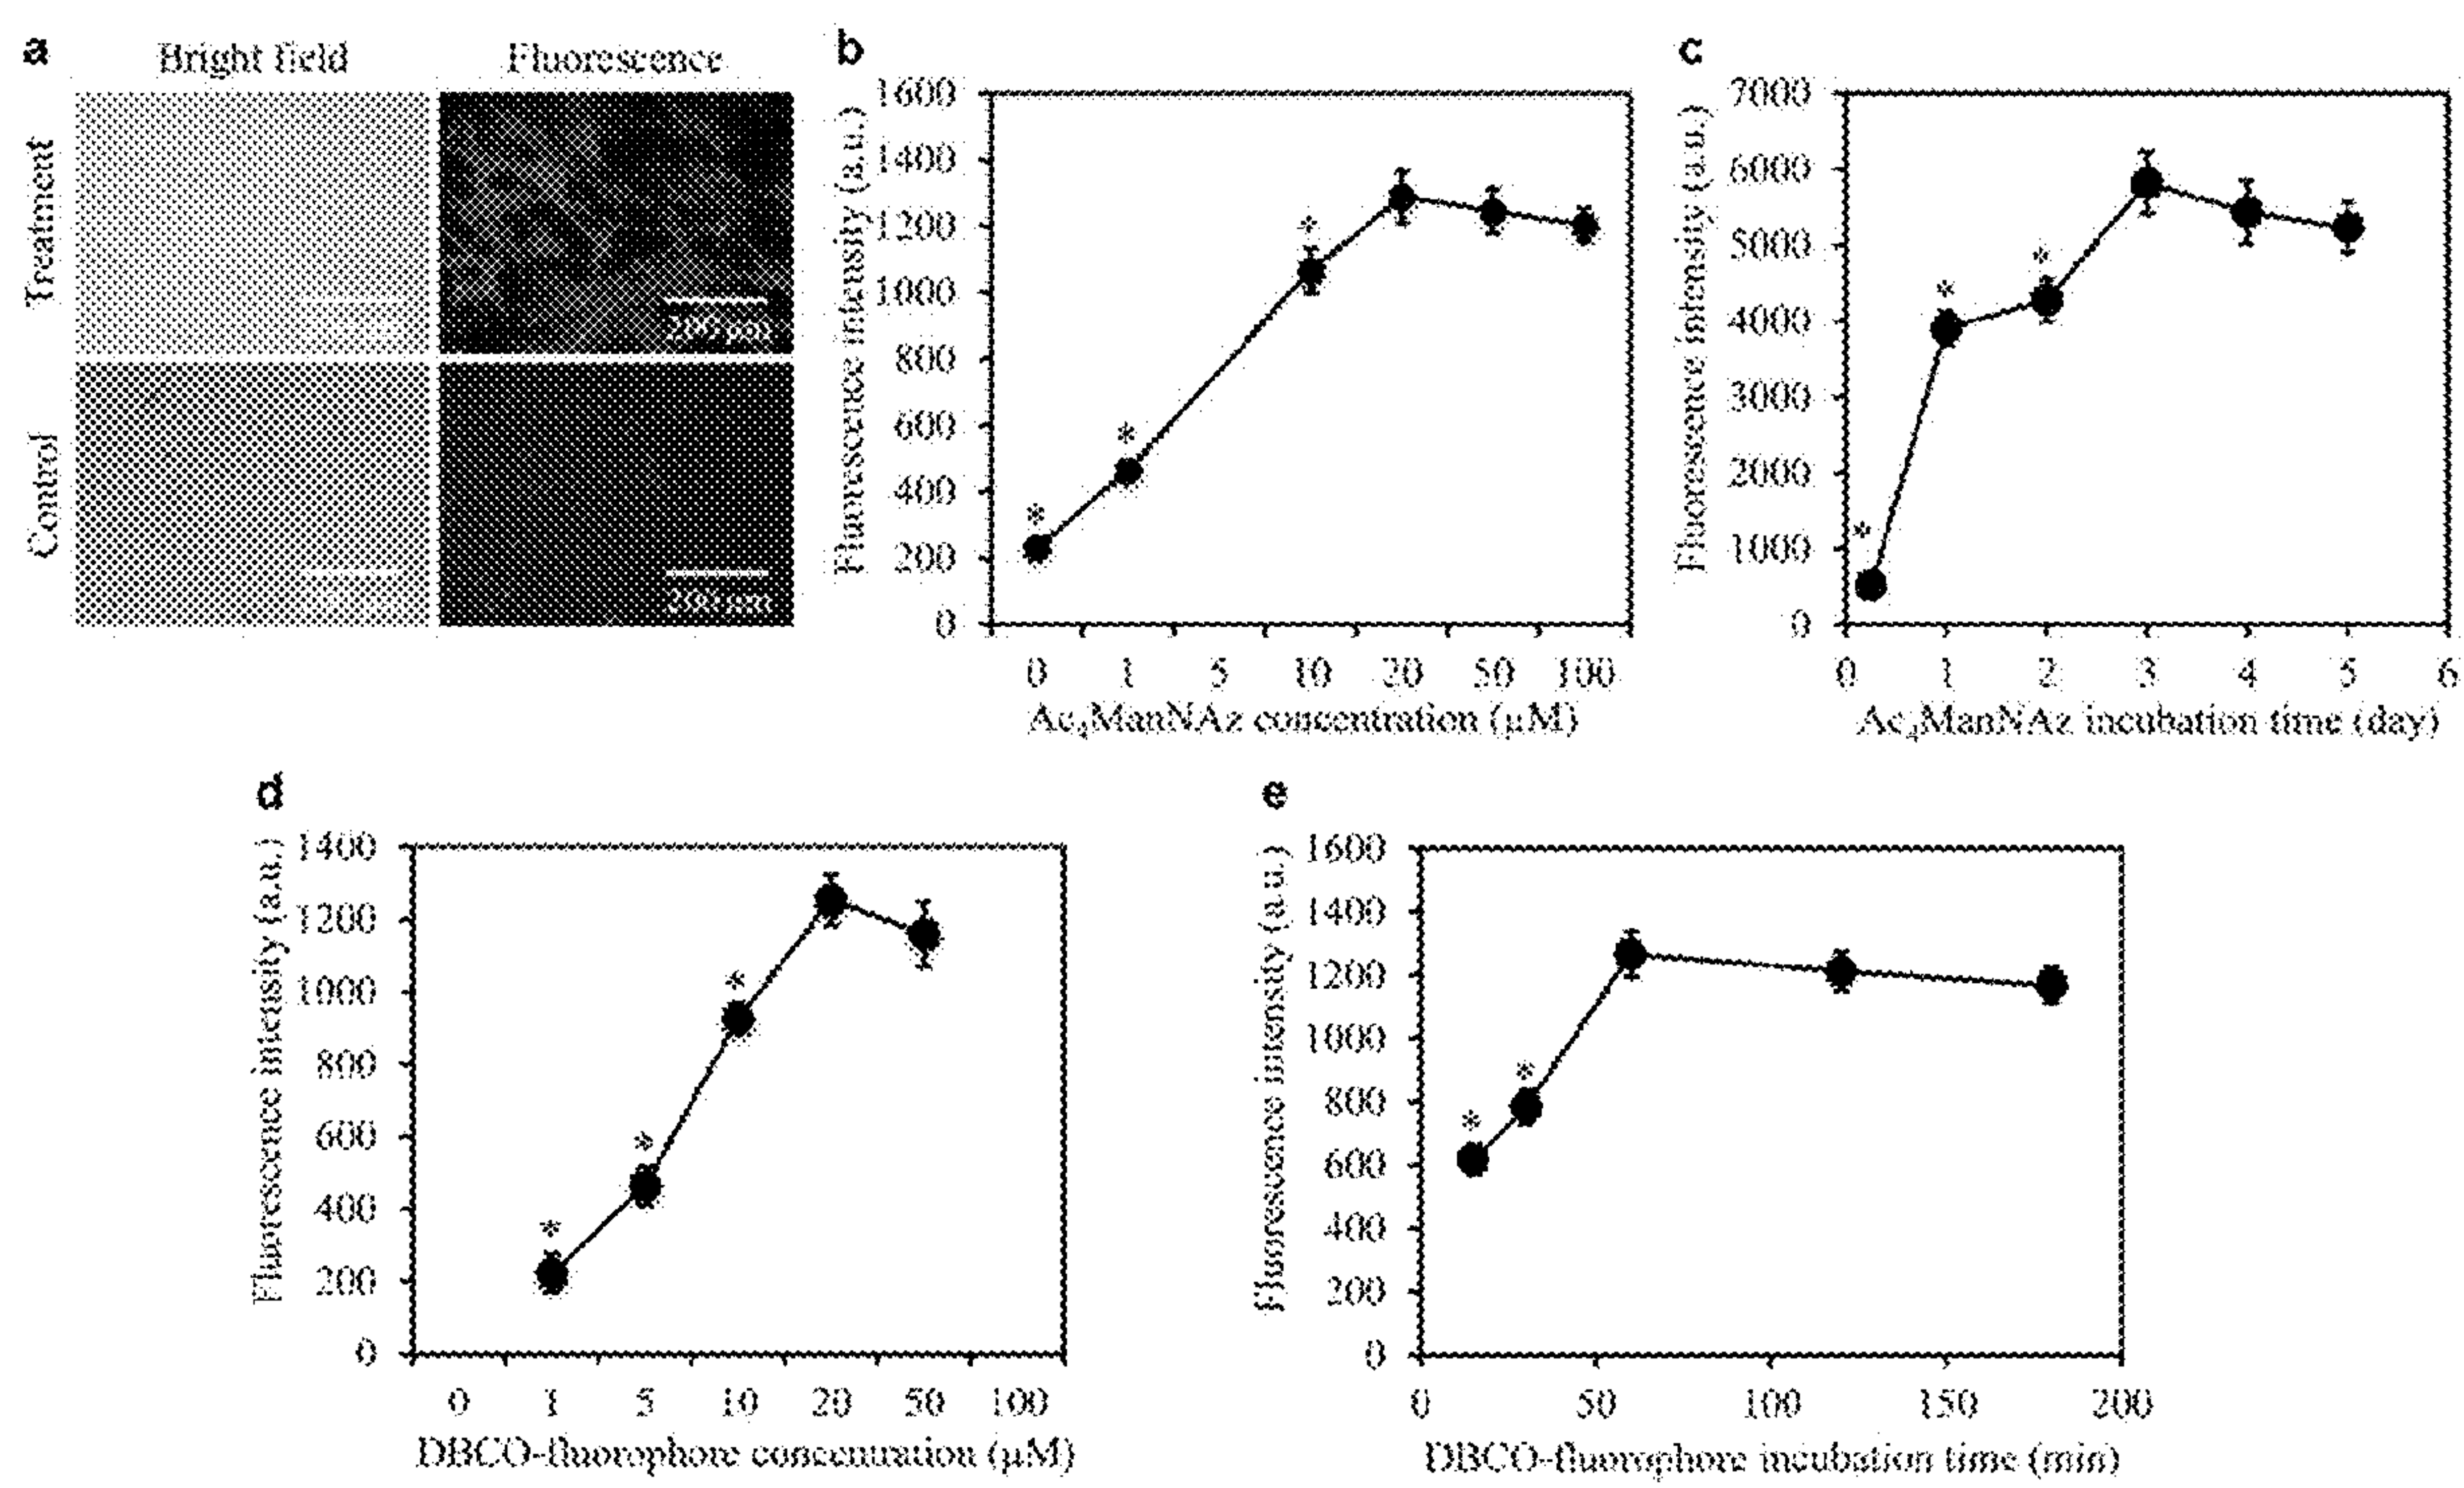 a
Bright field
Fluorescence
Treatment
Control
200 μm
200 μm
b
Fluorescence intensity (a.u.)
1600
1400
1200
1000
800
600
400
200
0
*
*
*
0 1 5 10 20 50 100
Ac₄ManNAz concentration (μM)
c
Fluorescence intensity (a.u.)
7000
6000
5000
4000
3000
2000
1000
0
*
*
*
0 1 2 3 4 5 6
Ac₄ManNAz incubation time (day)
d
Fluorescence intensity (a.u.)
1400
1200
1000
800
600
400
200
0
*
*
*
0 1 5 10 20 50 100
DBCO-fluorophore concentration (μM)
e
Fluorescence intensity (a.u.)
1600
1400
1200
1000
800
600
400
200
0
*
*
0 50 100 150 200
DBCO-fluorophore incubation time (min)